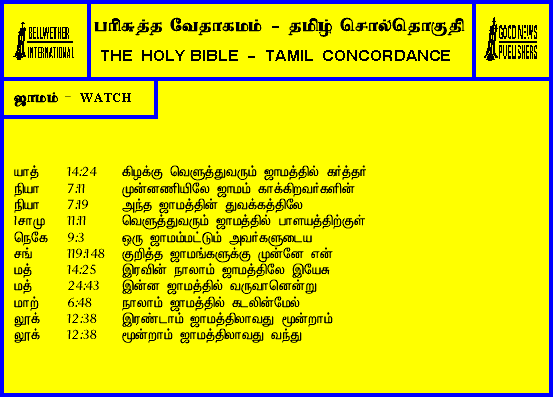 BELLWETHER
INTERNATIONAL
பரிசுத்த வேதாகமம் - தமிழ் சொல்தொகுதி
THE HOLY BIBLE - TAMIL CONCORDANCE
GOOD NEWS
PUBLISHERS
ஜாமம் - WATCH
யாத் 14:24 கிழக்கு வெளுத்துவரும் ஜாமத்தில் கர்த்தர்
நியா 7:11 முன்னணியிலே ஜாமம் காக்கிறவர்களின்
நியா 7:19 அந்த ஜாமத்தின் துவக்கத்திலே
1சாமு 11:11 வெளுத்துவரும் ஜாமத்தில் பாளயத்திற்குள்
நெகே 9:3 ஒரு ஜாமம்மட்டும் அவர்களுடைய
சங் 119:148 குறித்த ஜாமங்களுக்கு முன்னே என்
மத் 14:25 இரவின் நாலாம் ஜாமத்திலே இயேசு
மத் 24:43 இன்ன ஜாமத்தில் வருவானென்று
மாற் 6:48 நாலாம் ஜாமத்தில் கடலின்மேல்
லூக் 12:38 இரண்டாம் ஜாமத்திலாவது மூன்றாம்
லூக் 12:38 மூன்றாம் ஜாமத்திலாவது வந்து